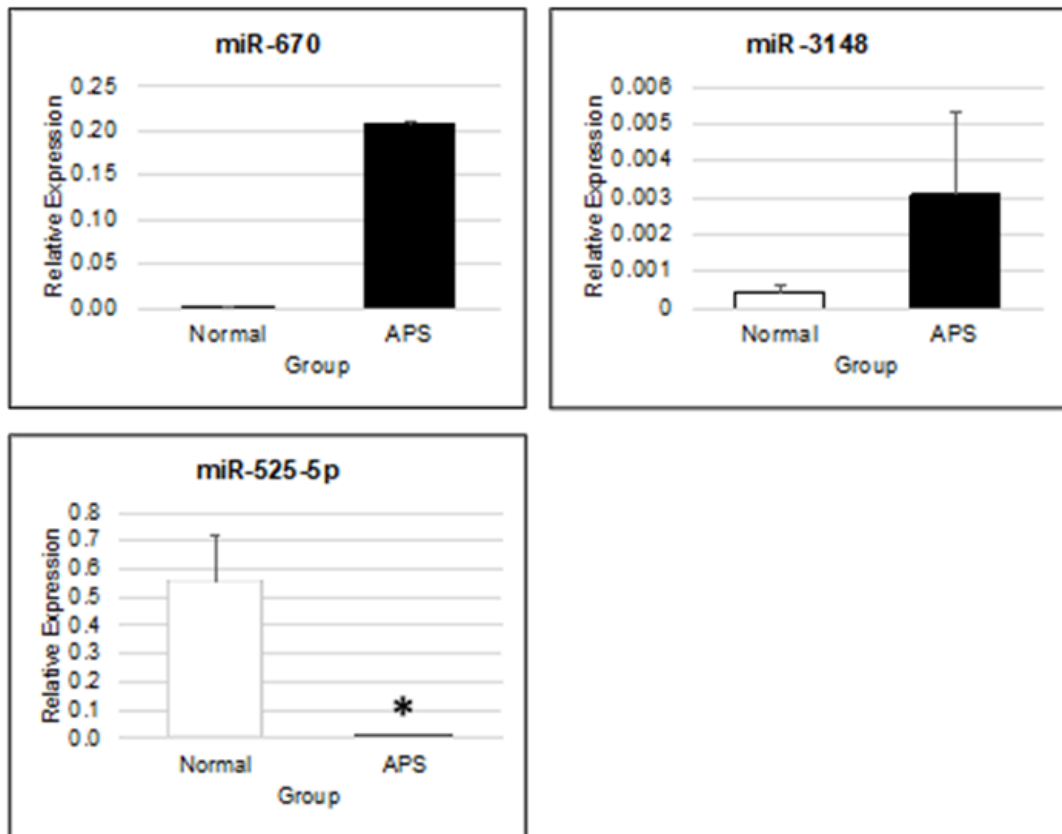 miR-670
Relative Expression
0.25
0.20
0.15
0.10
0.05
0.00
Normal APS
Group
miR-3148
Relative Expression
0.006
0.005
0.004
0.003
0.002
0.001
0
Normal APS
Group
miR-525-5p
Relative Expression
0.8
0.7
0.6
0.5
0.4
0.3
0.2
0.1
0.0
*
Normal APS
Group